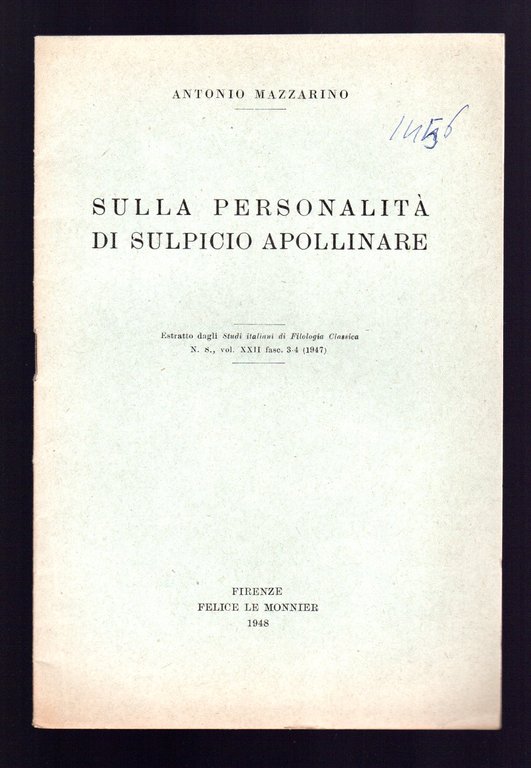 ANTONIO MAZZARINO
SULLA PERSONALITÀ
DI SULPICIO APOLLINARE
Estratto dagli Studi italiani di Filologia Classica
N. S., vol. XXII fasc. 3-4 (1947)
FIRENZE
FELICE LE MONNIER
1948